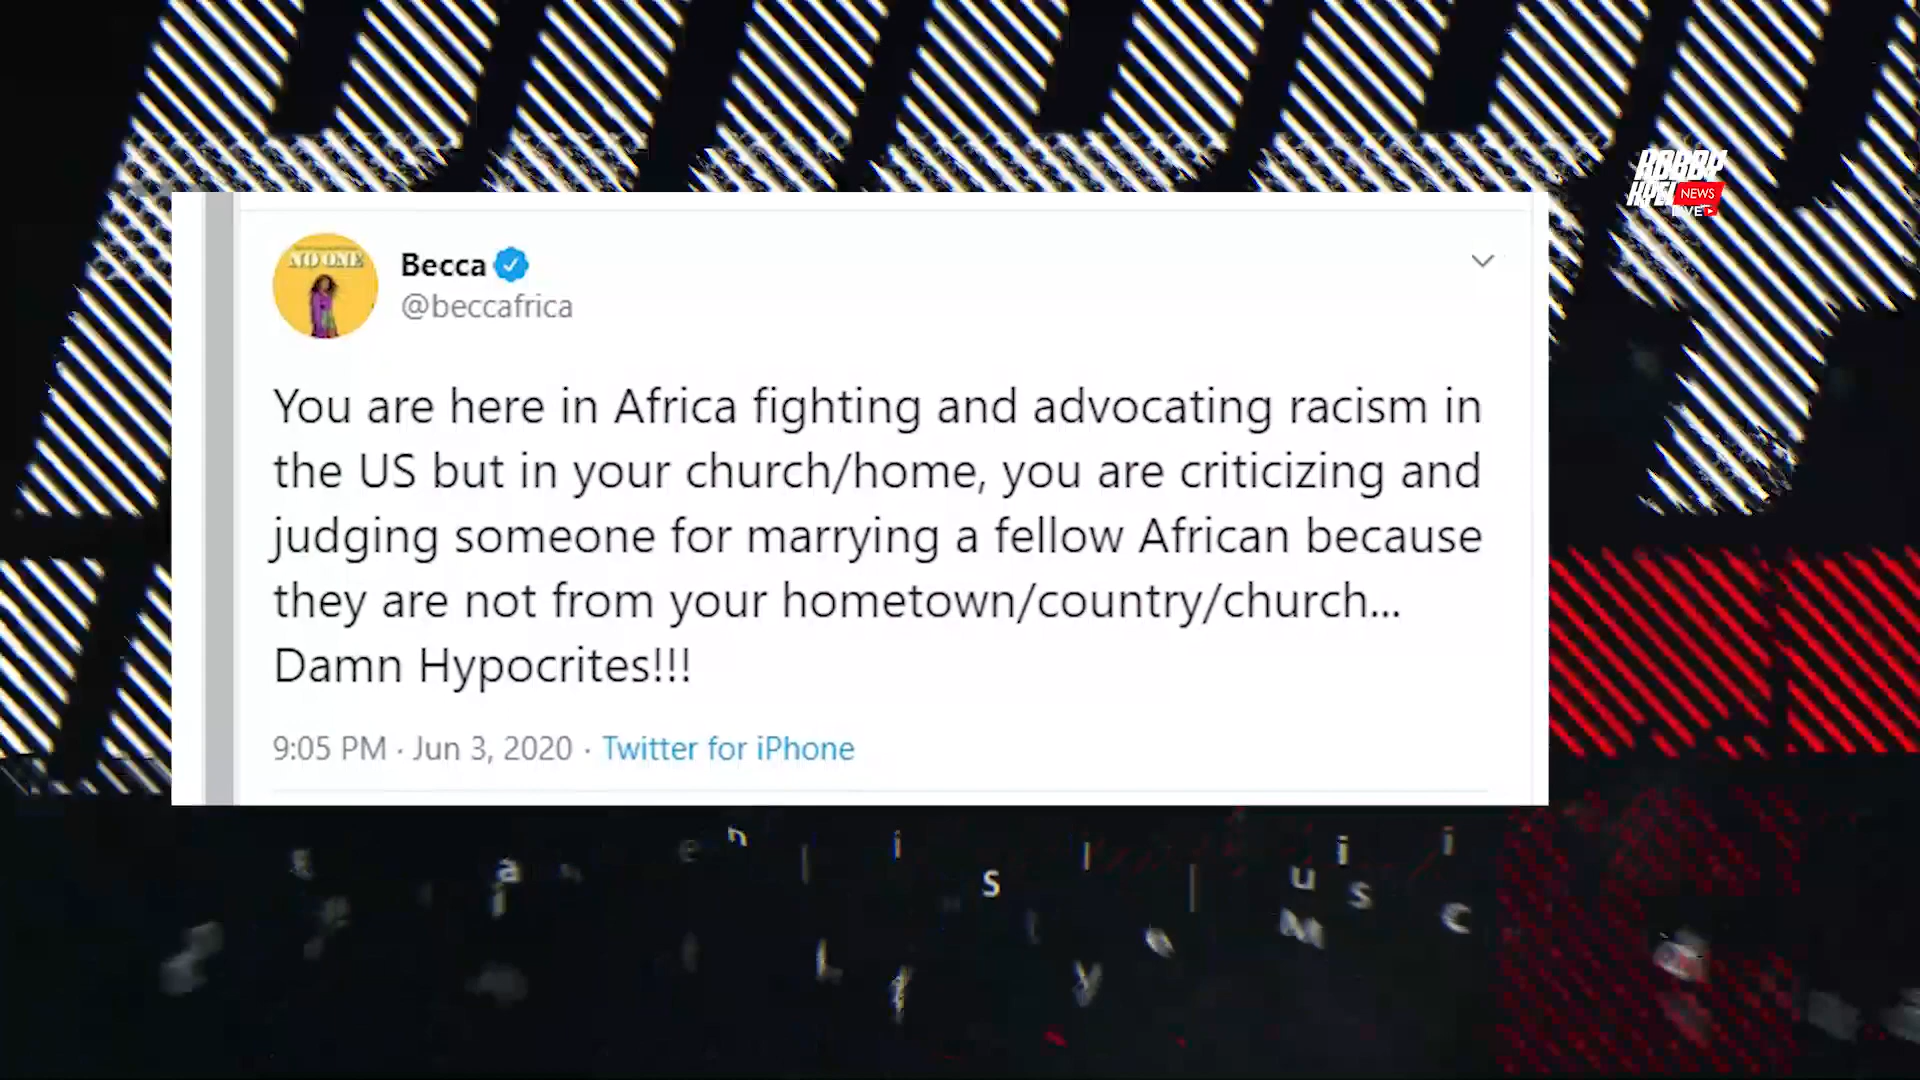 NO ONE
Becca
@beccafrica
You are here in Africa fighting and advocating racism in
the US but in your church/home, you are criticizing and
judging someone for marrying a fellow African because
they are not from your hometown/country/church...
Damn Hypocrites!!!
9:05 PM · Jun 3, 2020 · Twitter for iPhone
NEWS